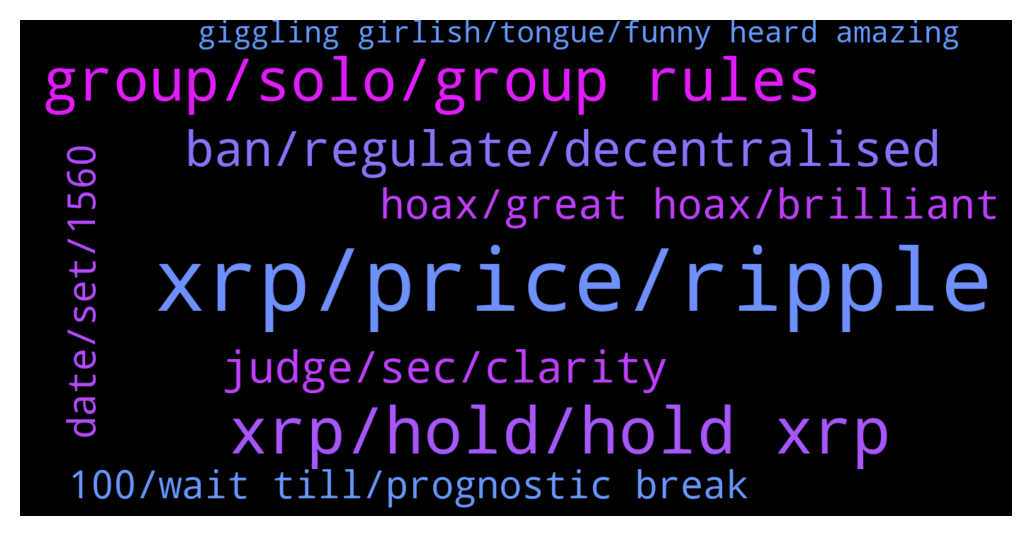 giggling girlish/tongue/funny heard amazing
group/solo/group rules
ban/regulate/decentralised
date/set/1560
hoax/great hoax/brilliant
xrp/price/ripple
judge/sec/clarity
xrp/hold/hold xrp
100/wait till/prognostic break